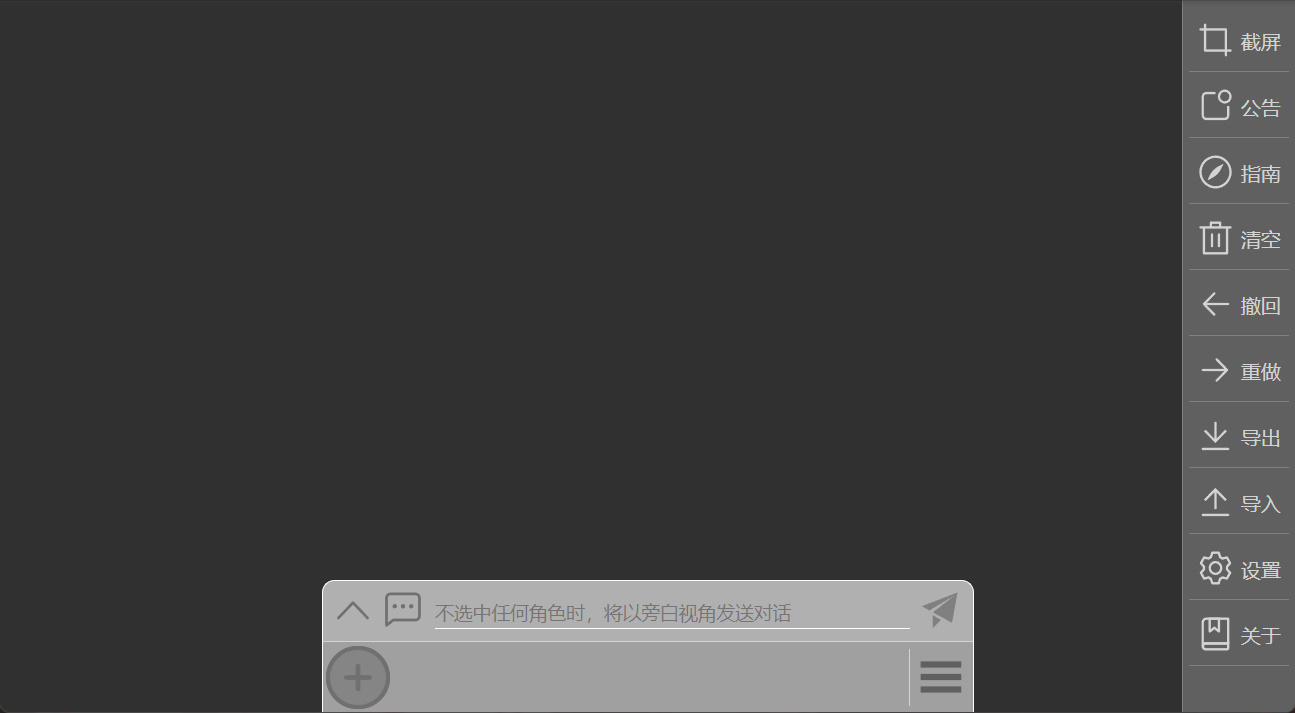 截屏
公告
指南
清空
撤回
重做
导出
导入
设置
关于
不选中任何角色时，将以旁白视角发送对话